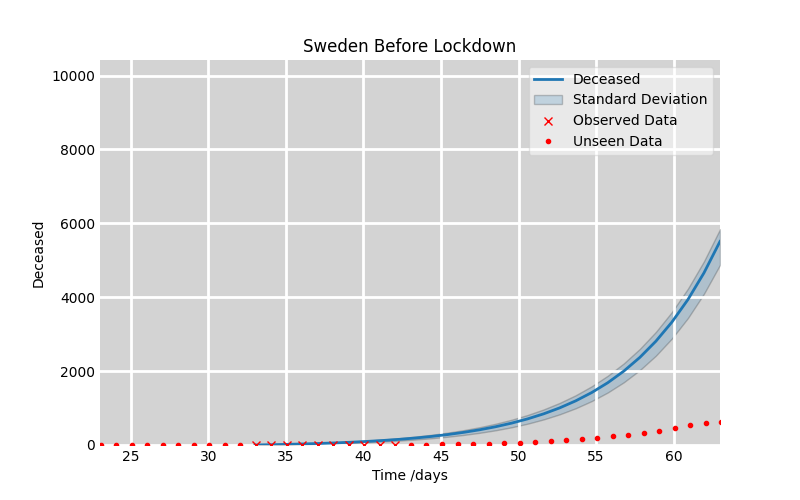 Sweden Before Lockdown
10000
8000
6000
4000
2000
0
Deceased
Deceased
Standard Deviation
Observed Data
Unseen Data
25 30 35 40 45 50 55 60
Time /days